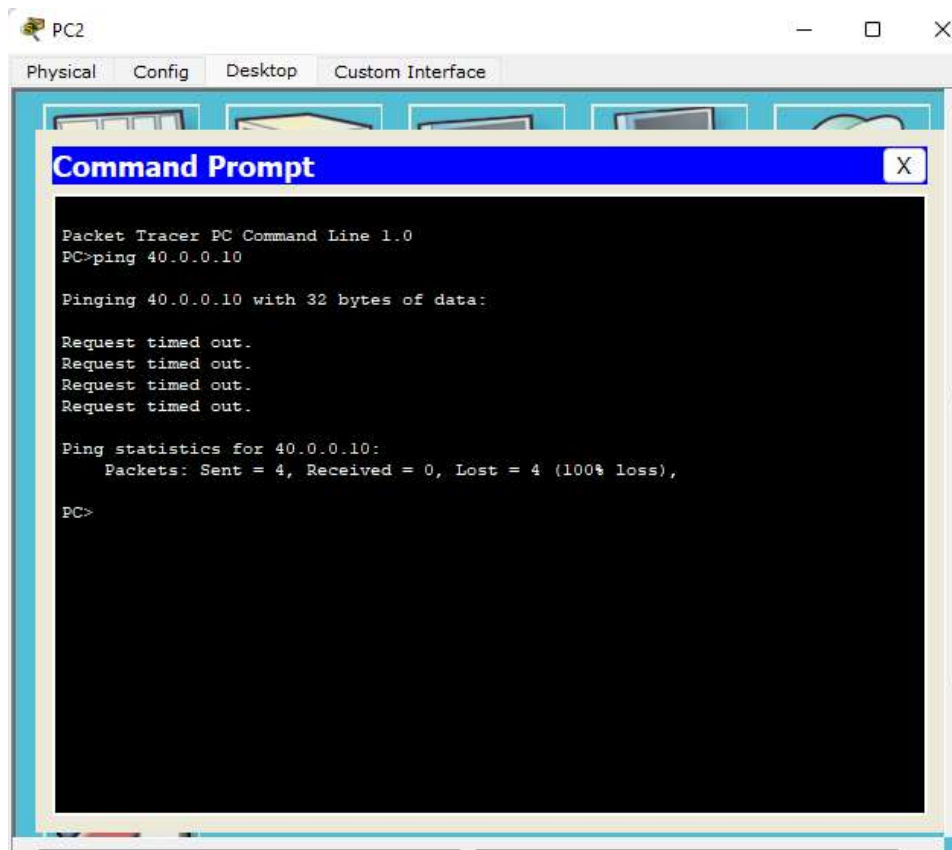 PC2
Physical Config Desktop Custom Interface
Command Prompt X
Packet Tracer PC Command Line 1.0
PC>ping 40.0.0.10
Pinging 40.0.0.10 with 32 bytes of data:
Request timed out.
Request timed out.
Request timed out.
Request timed out.
Ping statistics for 40.0.0.10:
Packets: Sent = 4, Received = 0, Lost = 4 (100% loss),
PC>